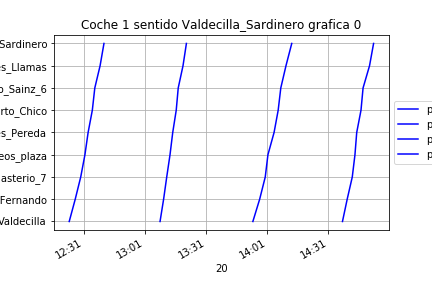 Coche 1 sentido Valdecilla_Sardinero grafica 0
Sardinero
es_Llamas
o_Sainz_6
rto_Chico
es_Pereda
eos_plaza
asterio_7
Fernando
Valdecilla
12:31
13:01
13:31
14:01
14:31
20
p
p
p
p